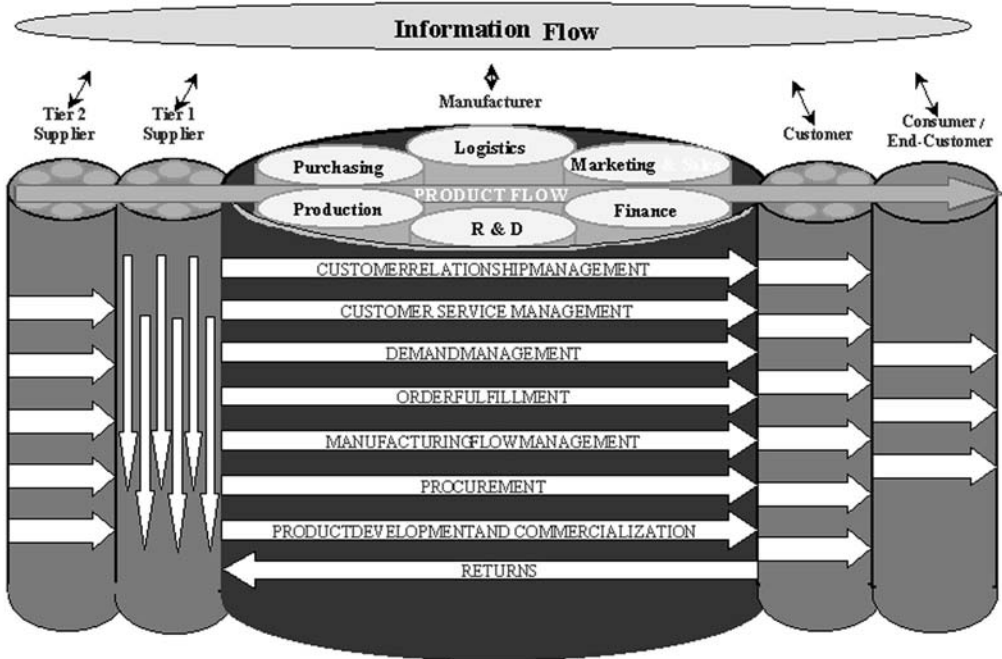 Information Flow
Tier 2
Supplier
Tier 1
Supplier
Manufacturer
Customer
Consumer /
End-Customer
Logistics
Purchasing
Marketing & Sales
PRODUCT FLOW
Production
Finance
R & D
CUSTOMERRELATIONSHIPMANAGEMENT
CUSTOMER SERVICE MANAGEMENT
DEMANDMANAGEMENT
ORDERFULFILLMENT
MANUFACTURINGFLOWMANAGEMENT
PROCUREMENT
PRODUCTDEVELOPMENTAND COMMERCIALIZATION
RETURNS